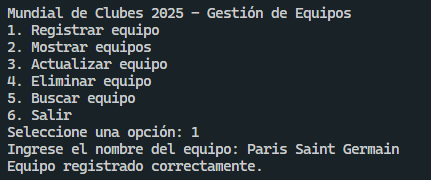 Mundial de Clubes 2025 - Gestión de Equipos
1. Registrar equipo
2. Mostrar equipos
3. Actualizar equipo
4. Eliminar equipo
5. Buscar equipo
6. Salir
Seleccione una opción: 1
Ingrese el nombre del equipo: Paris Saint Germain
Equipo registrado correctamente.